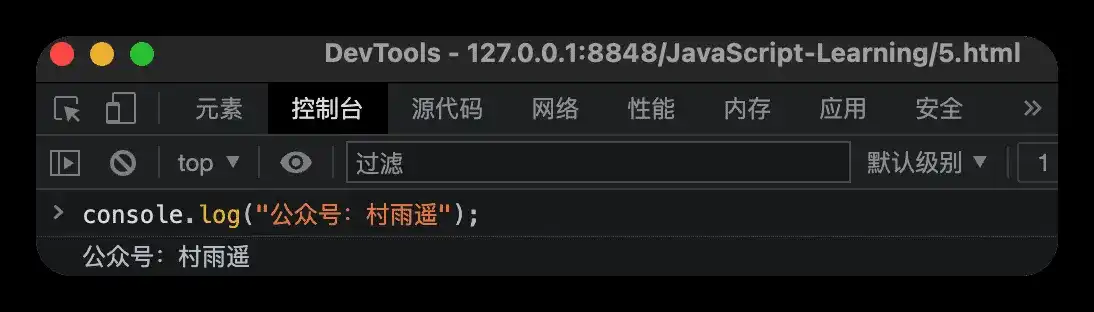 DevTools - 127.0.0.1:8848/JavaScript-Learning/5.html
元素 控制台 源代码 网络 性能 内存 应用 安全 »
top ▼ 过滤 默认级别 ▼ 1
> console.log("公众号：村雨遥");
公众号：村雨遥